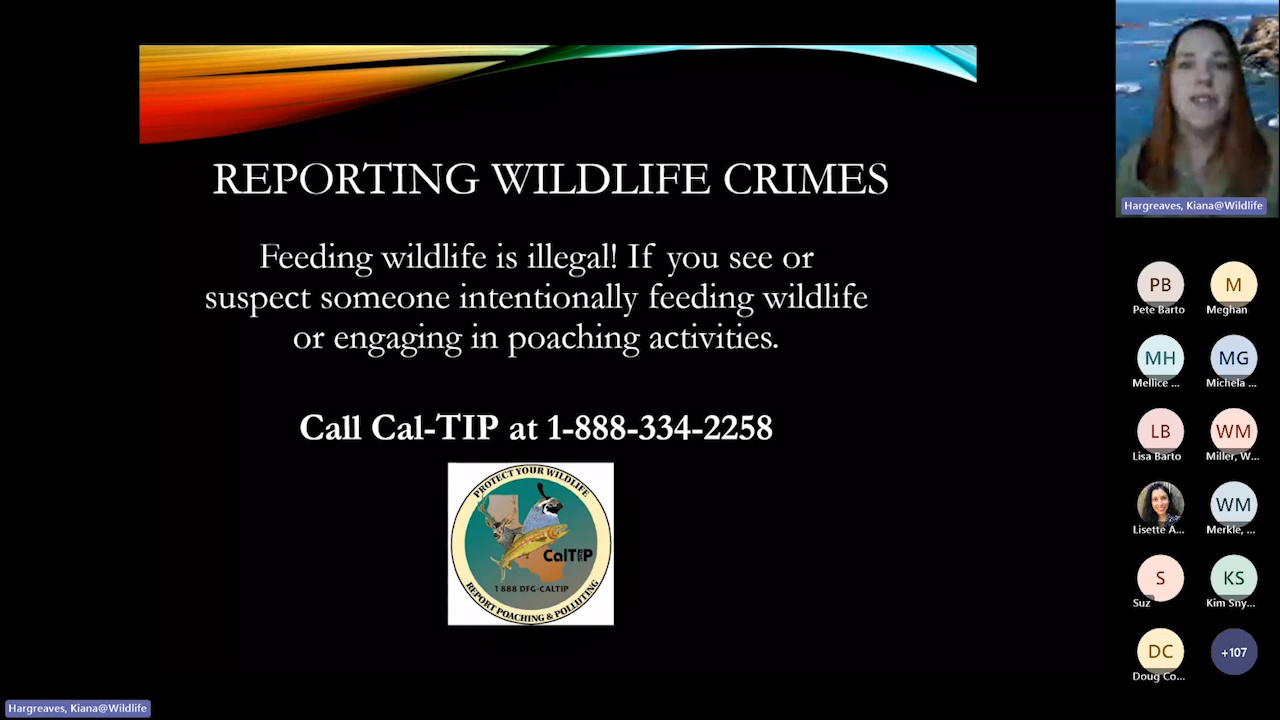 REPORTING WILDLIFE CRIMES
Feeding wildlife is illegal! If you see or
suspect someone intentionally feeding wildlife
or engaging in poaching activities.
Call Cal-TIP at 1-888-334-2258
PROTECT YOUR WILDLIFE
CalTIP
1 888 DFG-CALTIP
REPORT POACHING & POLLUTING
Hargreaves, Kiana@Wildlife
PB
M
Pete Barto
Meghan
MH
MG
Mellice ...
Michela ...
LB
WM
Lisa Barto
Miller, W...
WM
Lisette A...
Merkle, ...
S
KS
Suz
Kim Sny...
DC
+107
Doug Co...
Hargreaves, Kiana@Wildlife